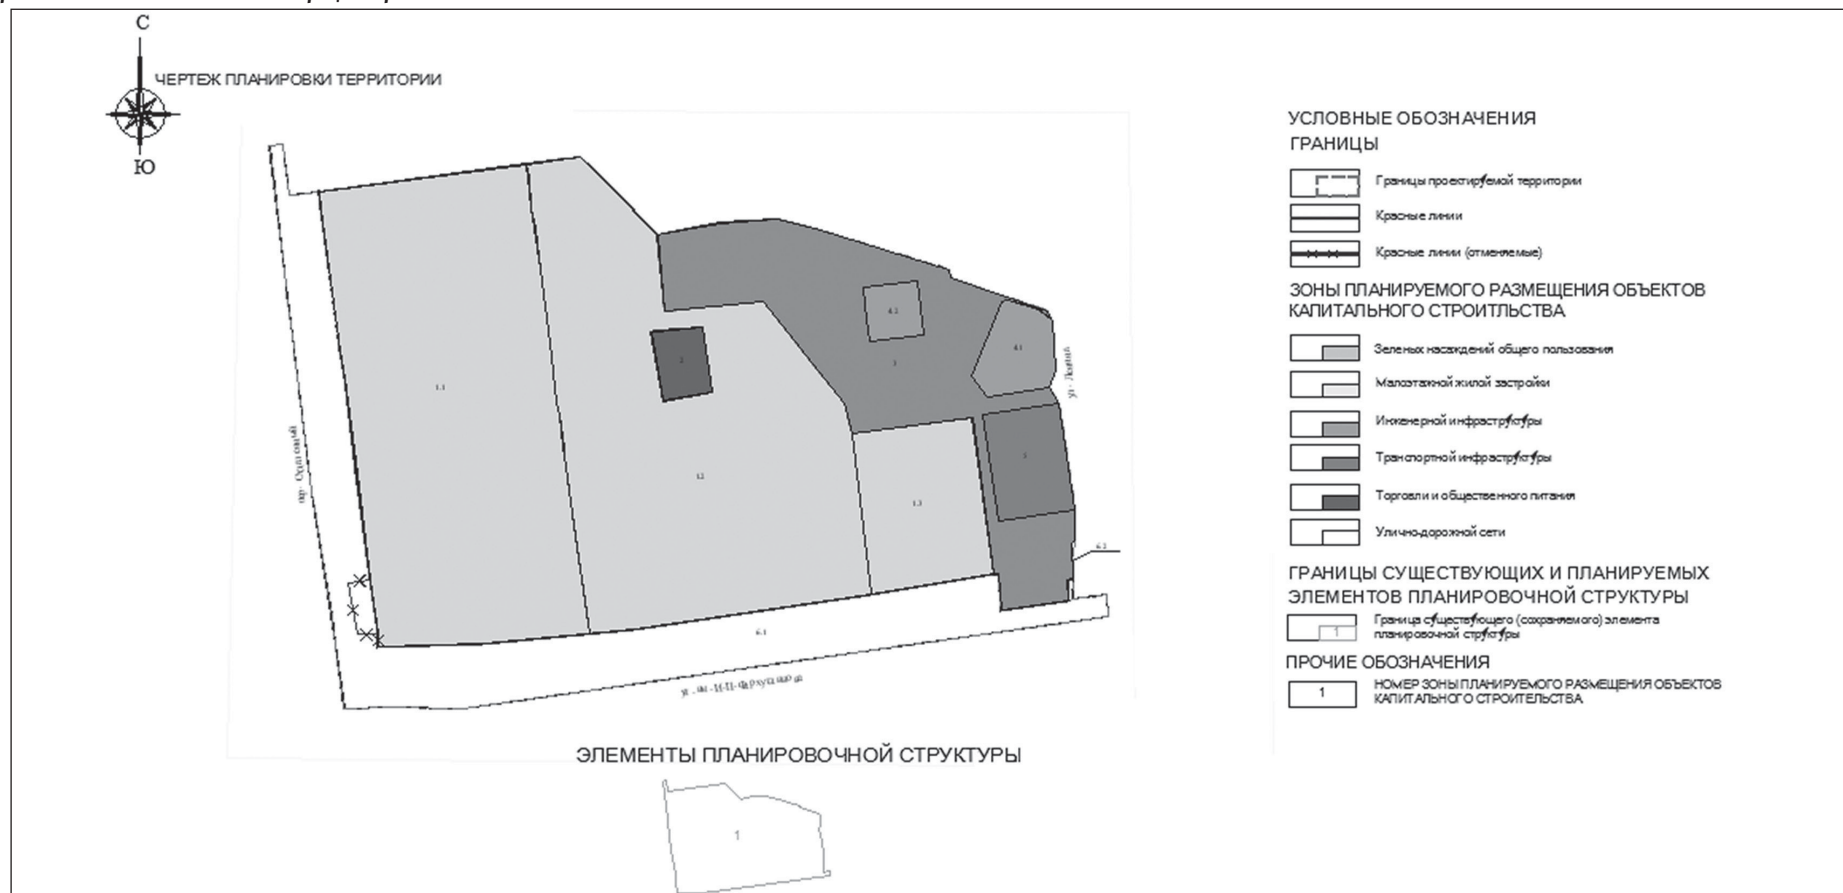 С
ЧЕРТЕЖ ПЛАНИРОВКИ ТЕРРИТОРИИ
Ю
1.1
1.2
1.3
4.2
4.1
6.1
6.2
ул. Ленина
ЭЛЕМЕНТЫ ПЛАНИРОВОЧНОЙ СТРУКТУРЫ
1
УСЛОВНЫЕ ОБОЗНАЧЕНИЯ
ГРАНИЦЫ
Границы проектируемой территории
Красные линии
Красные линии (отменяемые)
ЗОНЫ ПЛАНИРУЕМОГО РАЗМЕЩЕНИЯ ОБЪЕКТОВ
КАПИТАЛЬНОГО СТРОИТЛЬСТВА
Зеленых насаждений общего пользования
Малоэтажной жилой застройки
Инженерной инфраструктуры
Транспортной инфраструктуры
Торговли и общественного питания
Улично-дорожной сети
ГРАНИЦЫ СУЩЕСТВУЮЩИХ И ПЛАНИРУЕМЫХ
ЭЛЕМЕНТОВ ПЛАНИРОВОЧНОЙ СТРУКТУРЫ
1
Граница существующего (сохраняемого) элемента
планировочной структуры
ПРОЧИЕ ОБОЗНАЧЕНИЯ
1
НОМЕР ЗОНЫ ПЛАНИРУЕМОГО РАЗМЕЩЕНИЯ ОБЪЕКТОВ
КАПИТАЛЬНОГО СТРОИТЕЛЬСТВА